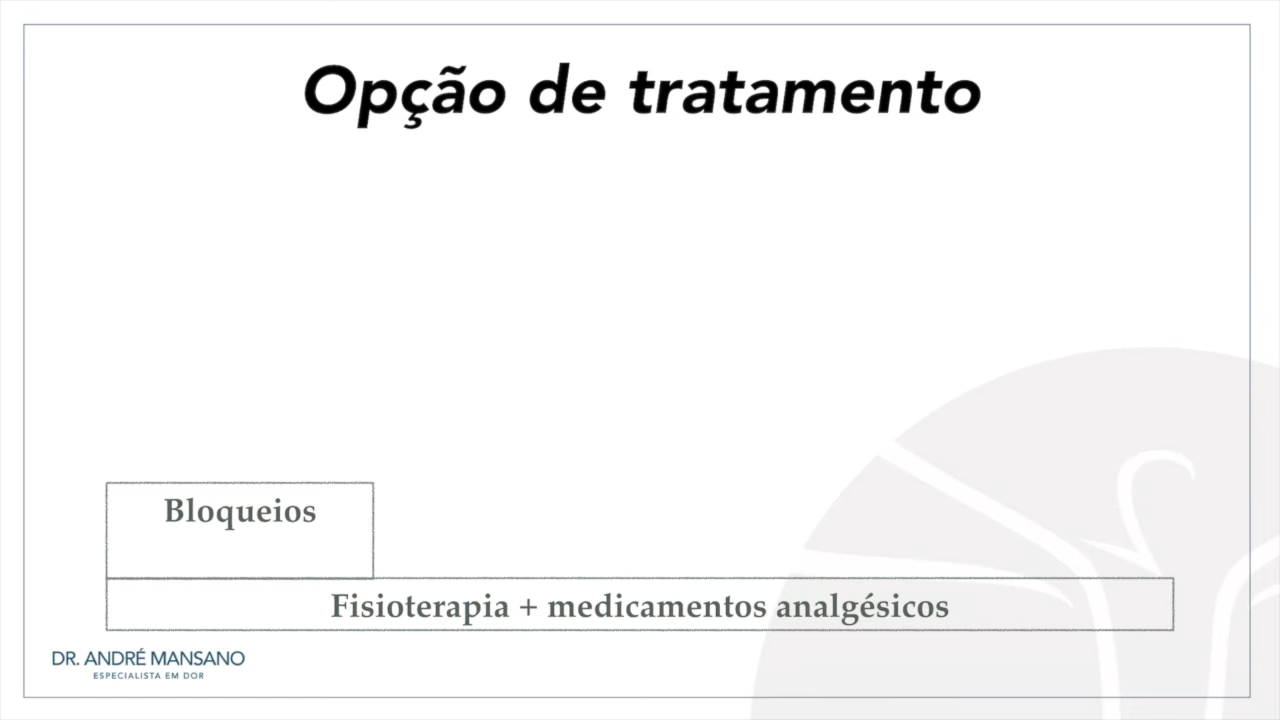 Opção de tratamento
Bloqueios
Fisioterapia + medicamentos analgésicos
DR. ANDRÉ MANSANO
ESPECIALISTA EM DOR